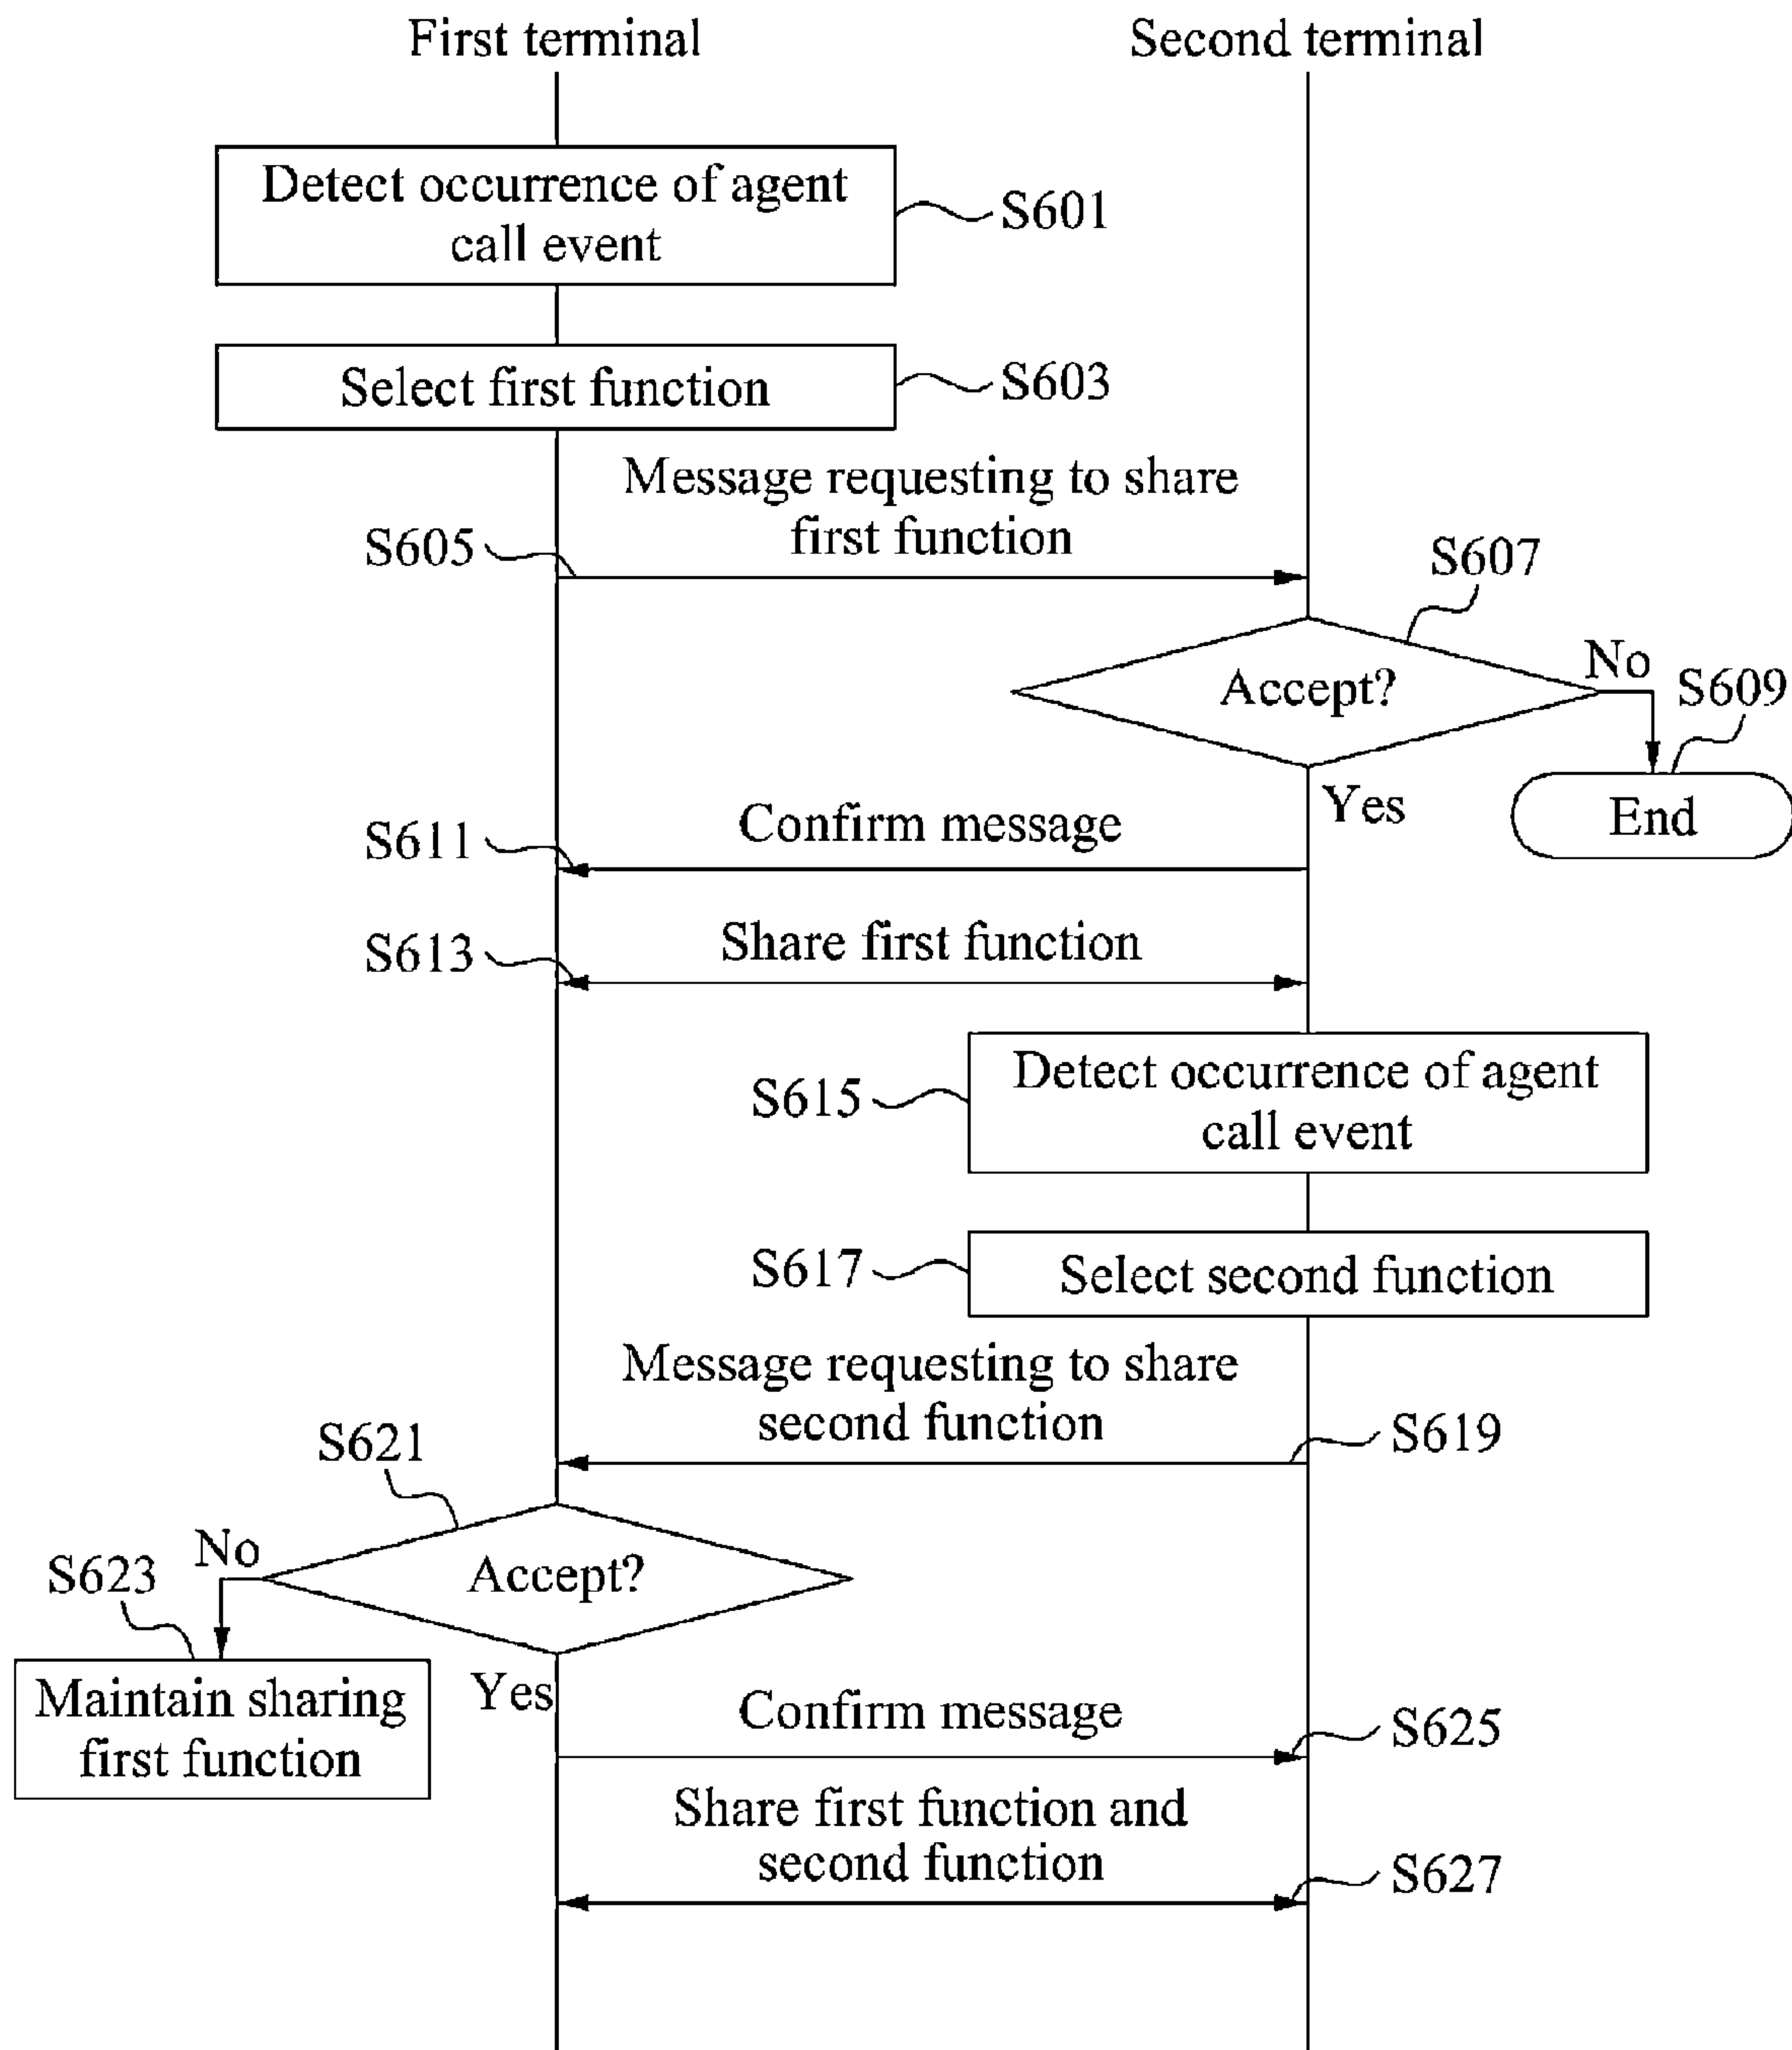 First terminal
Second terminal
Detect occurrence of agent
call event
S601
Select first function
S603
Message requesting to share
first function
S605
S607
Accept?
No
S609
End
Yes
Confirm message
S611
Share first function
S613
Detect occurrence of agent
call event
S615
Select second function
S617
Message requesting to share
second function
S619
S621
Accept?
No
S623
Maintain sharing
first function
Yes
Confirm message
S625
Share first function and
second function
S627